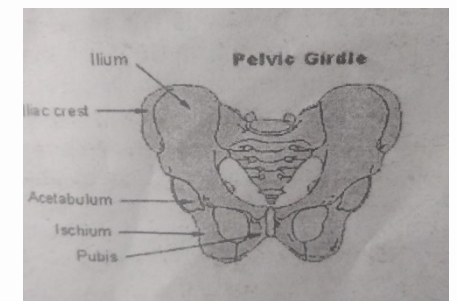 Ilium
Pelvic Girdle
liac crest
Acetabulum
Ischium
Pubis